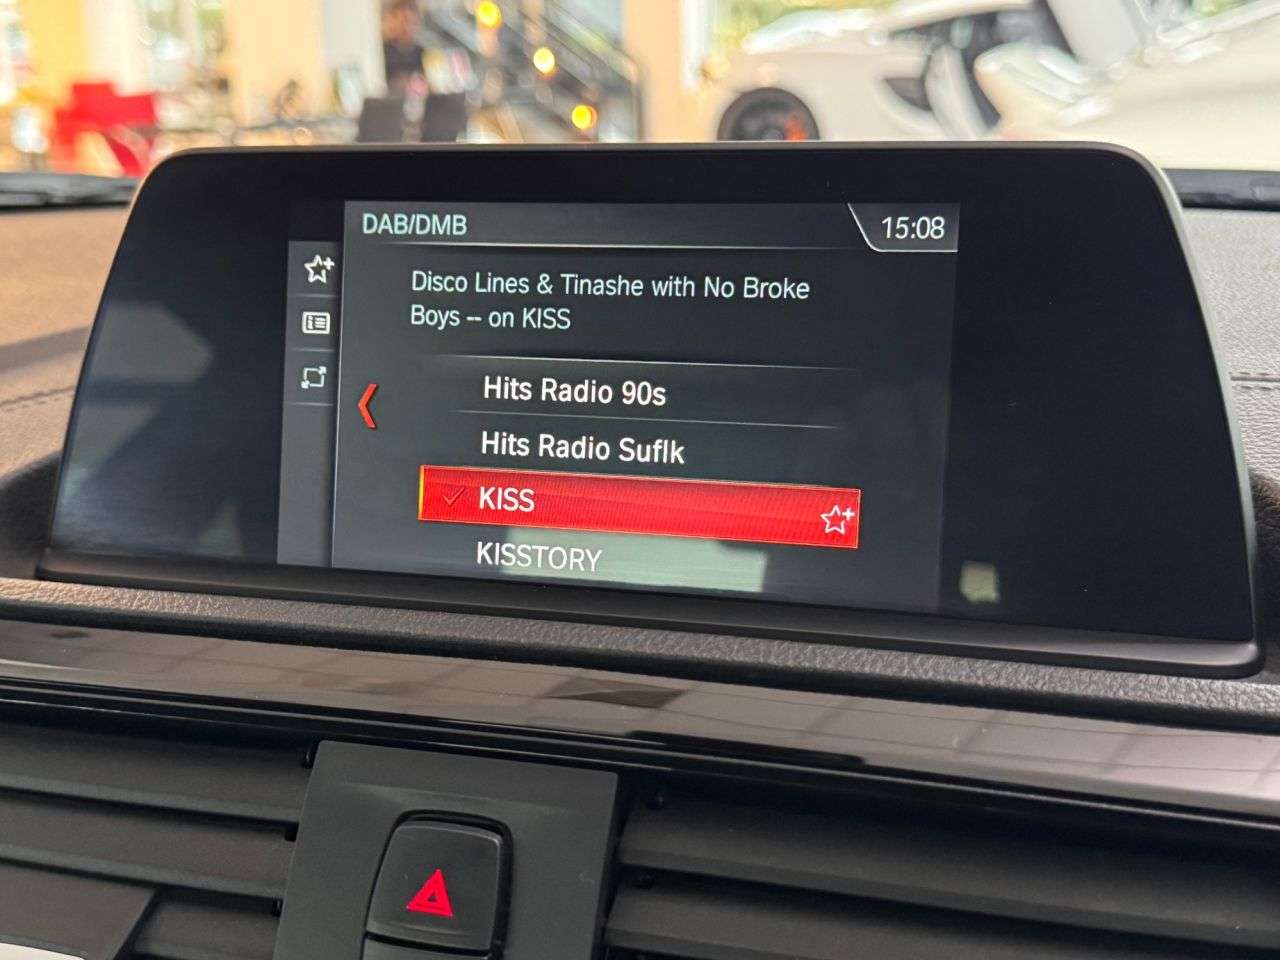 DAB/DMB
15:08
Disco Lines & Tinashe with No Broke
Boys -- on KISS
Hits Radio 90s
Hits Radio Suflk
KISS
KISSTORY